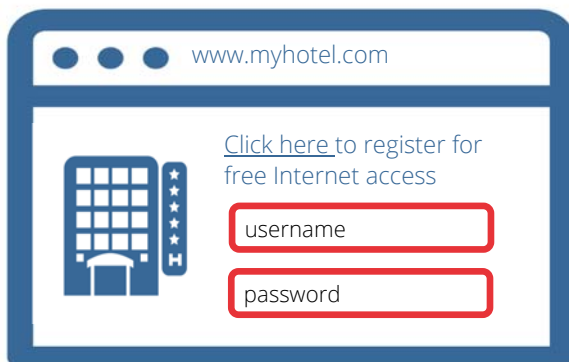 www.myhotel.com
Click here to register for
free Internet access
username
H
password